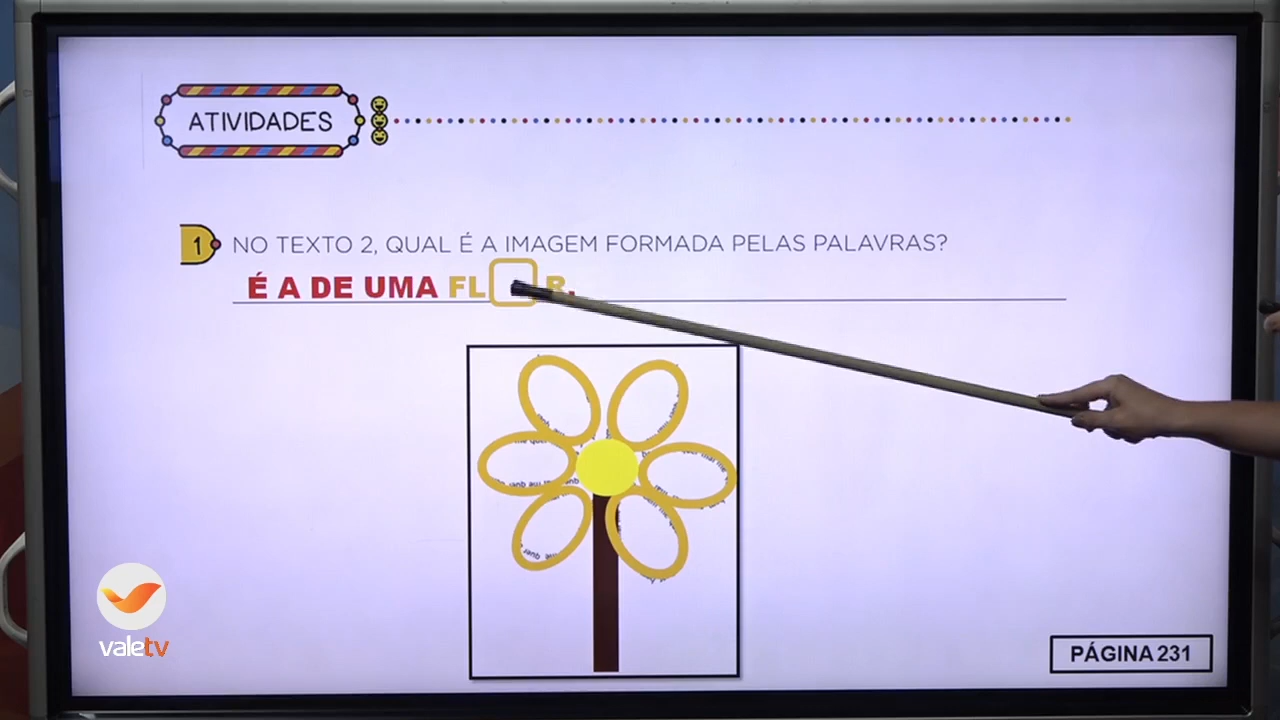 ATIVIDADES
1 NO TEXTO 2, QUAL É A IMAGEM FORMADA PELAS PALAVRAS?
É A DE UMA FL R.
valetv
PÁGINA 231